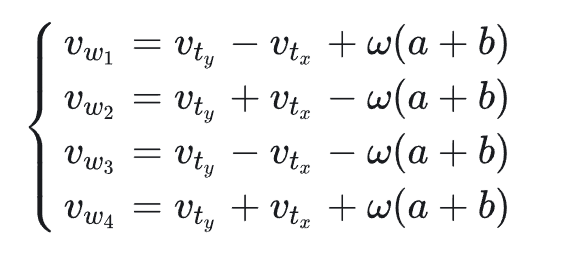 v_{w_1} = v_{t_y} − v_{t_x} + ω(a + b)
v_{w_2} = v_{t_y} + v_{t_x} − ω(a + b)
v_{w_3} = v_{t_y} − v_{t_x} − ω(a + b)
v_{w_4} = v_{t_y} + v_{t_x} + ω(a + b)